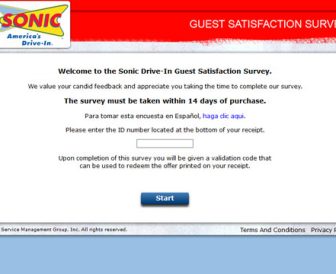 SONIC
America's
Drive-In.
GUEST SATISFACTION SURVE
Welcome to the Sonic Drive-In Guest Satisfaction Survey.
We value your candid feedback and appreciate you taking the time to complete our survey.
The survey must be taken within 14 days of purchase.
Para tomar esta encuesta en Español, haga clic aqui.
Please enter the ID number located at the bottom of your receipt.
Upon completion of this survey you will be given a validation code that
can be used to redeem the offer printed on your receipt.
Start
Service Management Group, Inc. All rights reserved.
Terms And Conditions Privacy P